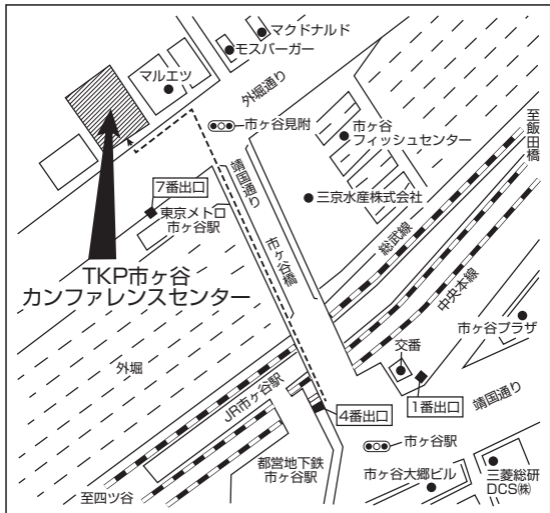 マクドナルド
モスバーガー
マルエツ
外堀通り
市ヶ谷見附
市ヶ谷
フィッシュセンター
至飯田橋
7番出口
東京メトロ
市ヶ谷駅
靖国通り
三京水産株式会社
市ヶ谷橋
総武線
中央本線
TKP市ヶ谷
カンファレンスセンター
市ヶ谷プラザ
外堀
交番
JR市ヶ谷駅
1番出口
靖国通り
4番出口
市ヶ谷駅
都営地下鉄
市ヶ谷駅
至四ツ谷
市ヶ谷大郷ビル
三菱総研
DCS㈱